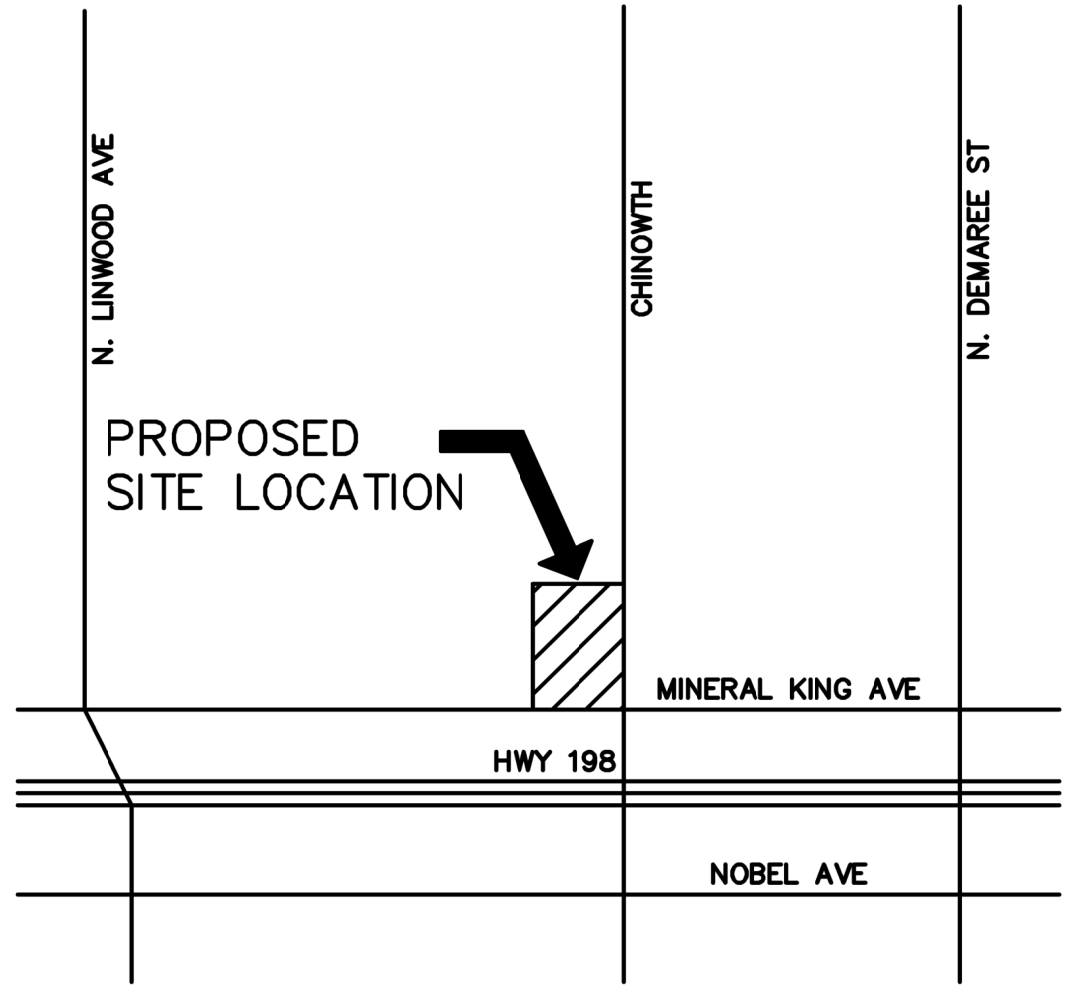 N. LINWOOD AVE
CHINOWTH
N. DEMAREE ST
PROPOSED
SITE LOCATION
MINERAL KING AVE
HWY 198
NOBEL AVE